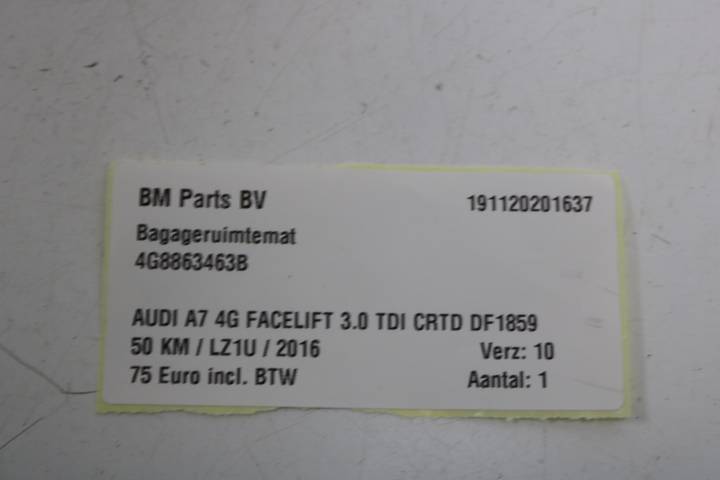 BM Parts BV 191120201637
Bagageruimtemat
4G8863463B
AUDI A7 4G FACELIFT 3.0 TDI CRTD DF1859
50 KM / LZ1U / 2016 Verz: 10
75 Euro incl. BTW Aantal: 1